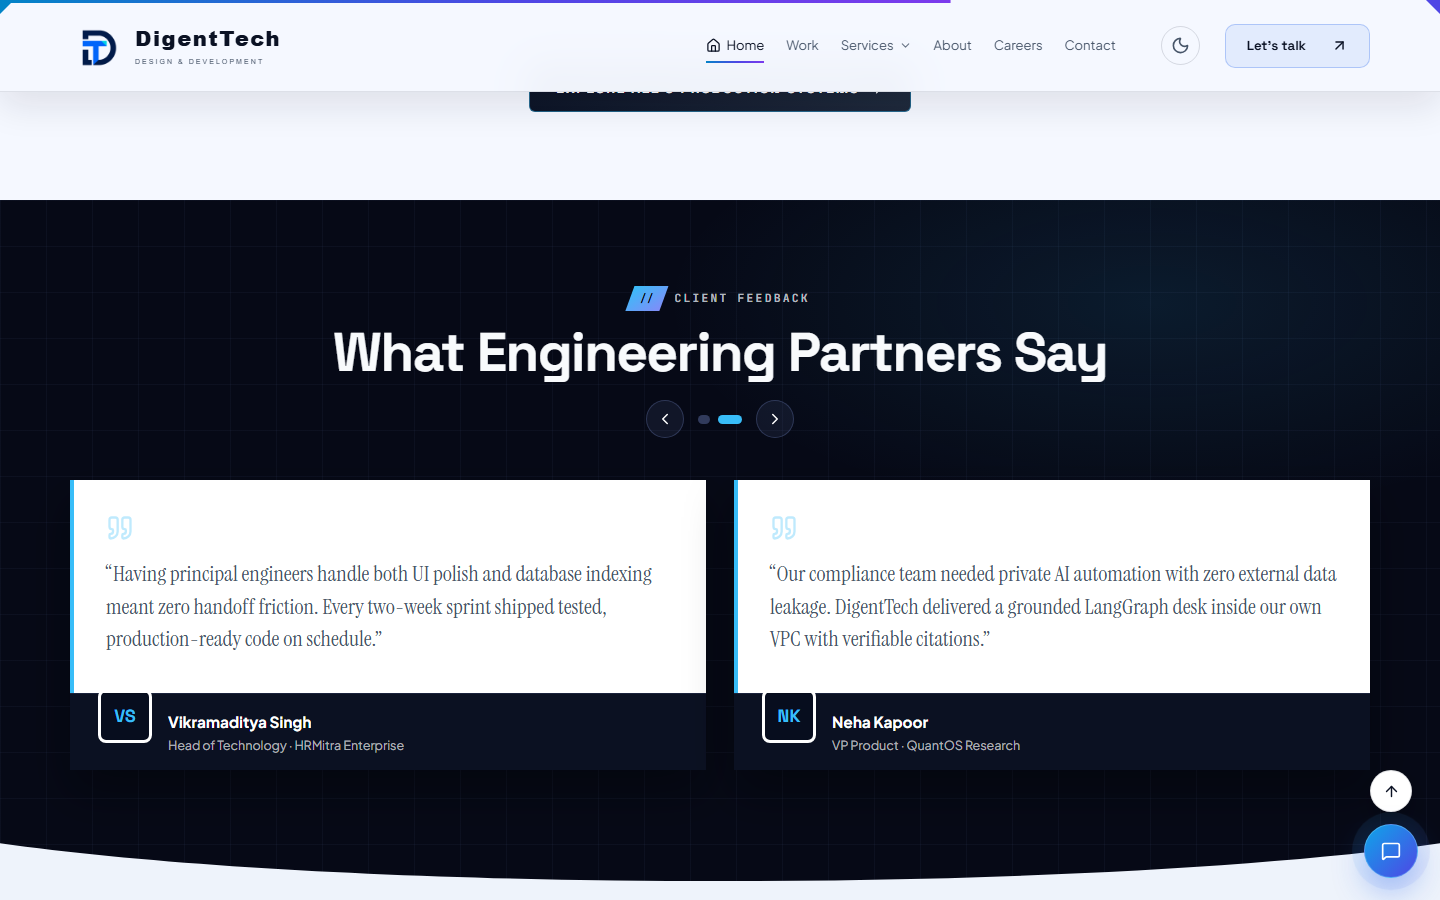 DigentTech
DESIGN & DEVELOPMENT
Home
Work
Services
About
Careers
Contact
Let's talk
// CLIENT FEEDBACK
What Engineering Partners Say
“Having principal engineers handle both UI polish and database indexing
meant zero handoff friction. Every two-week sprint shipped tested,
production-ready code on schedule.”
VS
Vikramaditya Singh
Head of Technology · HRMitra Enterprise
“Our compliance team needed private AI automation with zero external data
leakage. DigentTech delivered a grounded LangGraph desk inside our own
VPC with verifiable citations.”
NK
Neha Kapoor
VP Product · QuantOS Research